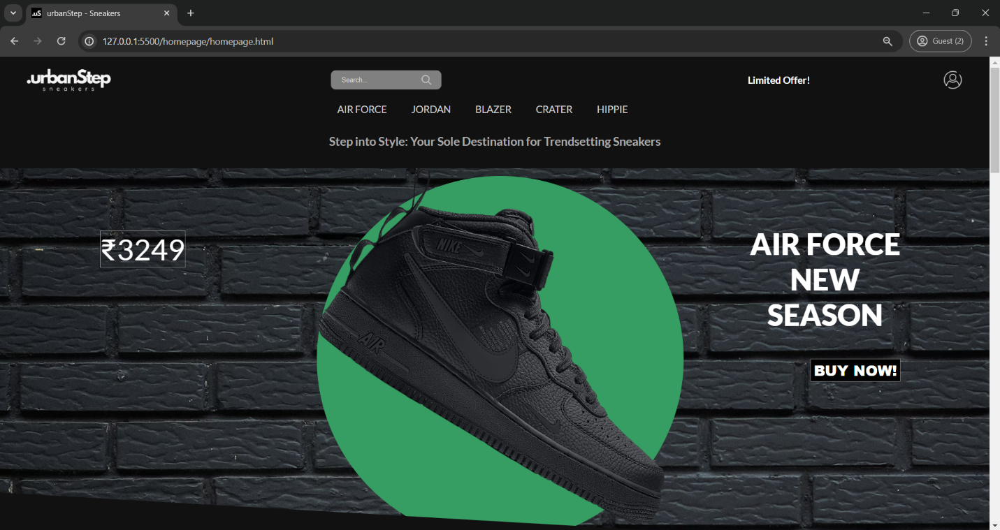 .uS urbanStep - Sneakers
127.0.0.1:5500/homepage/homepage.html
Guest (2)
.urbanStep
sneakers
Search...
Limited Offer!
AIR FORCE JORDAN BLAZER CRATER HIPPIE
Step into Style: Your Sole Destination for Trendsetting Sneakers
₹3249
NIKE
AIR
AIR FORCE
NEW
SEASON
BUY NOW!